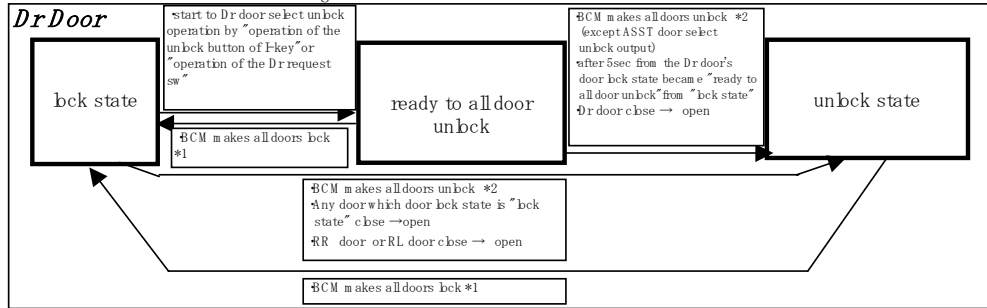 Dr Door
･start to Dr door select unlock
operation by "operation of the
unlock button of I-key" or
"operation of the Dr request
sw"
･BCM makes all doors unlock *2
(except ASST door select
unlock output)
･after 5sec from the Dr door's
door lock state became "ready to
all door unlock" from "lock state"
･Dr door close → open
lock state
ready to all door
unlock
unlock state
･BCM makes all doors lock
*1
･BCM makes all doors unlock *2
･Any door which door lock state is "lock
state" close → open
･RR door or RL door close → open
･BCM makes all doors lock *1